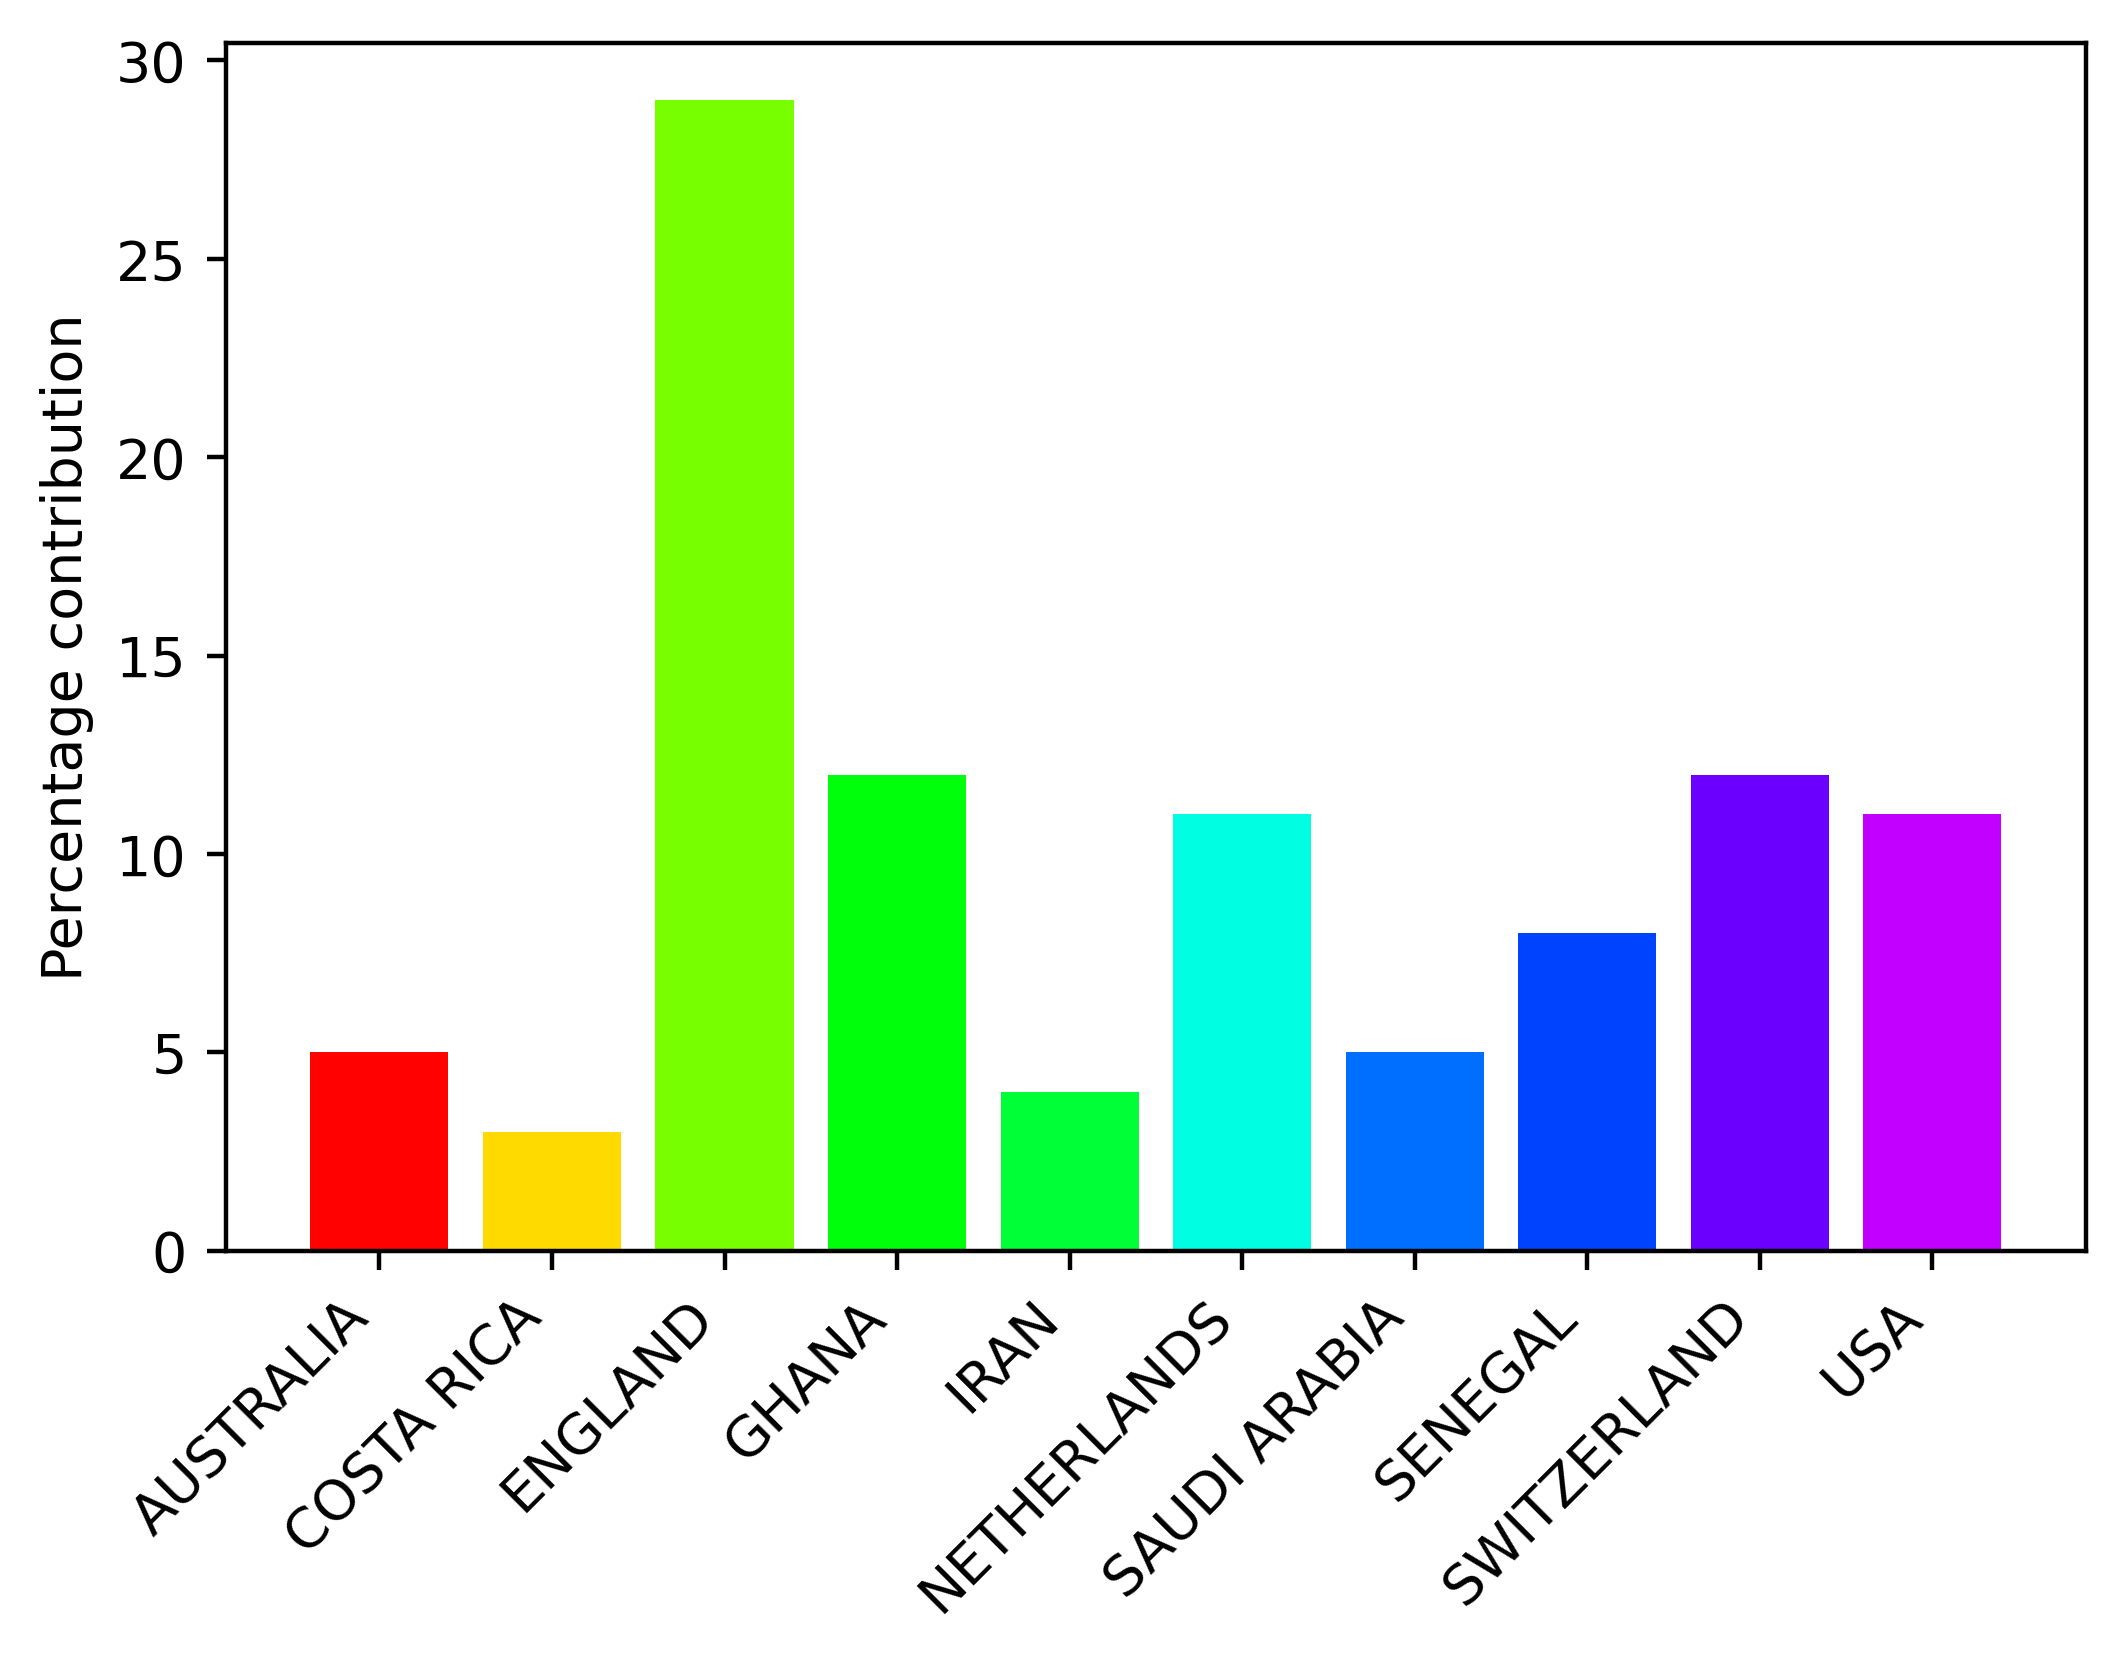 Percentage contribution
30
25
20
15
10
5
0
AUSTRALIA
COSTA RICA
ENGLAND
GHANA
IRAN
NETHERLANDS
SAUDI ARABIA
SENEGAL
SWITZERLAND
USA